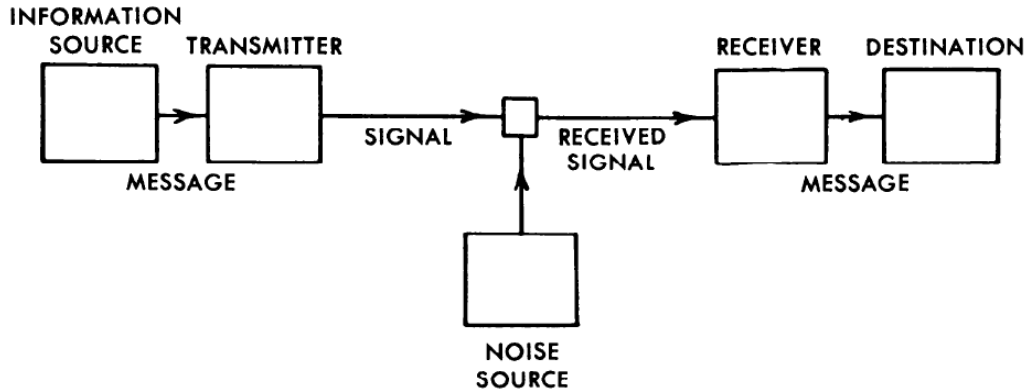 INFORMATION
SOURCE
TRANSMITTER
RECEIVER
DESTINATION
SIGNAL
RECEIVED
SIGNAL
MESSAGE
MESSAGE
NOISE
SOURCE